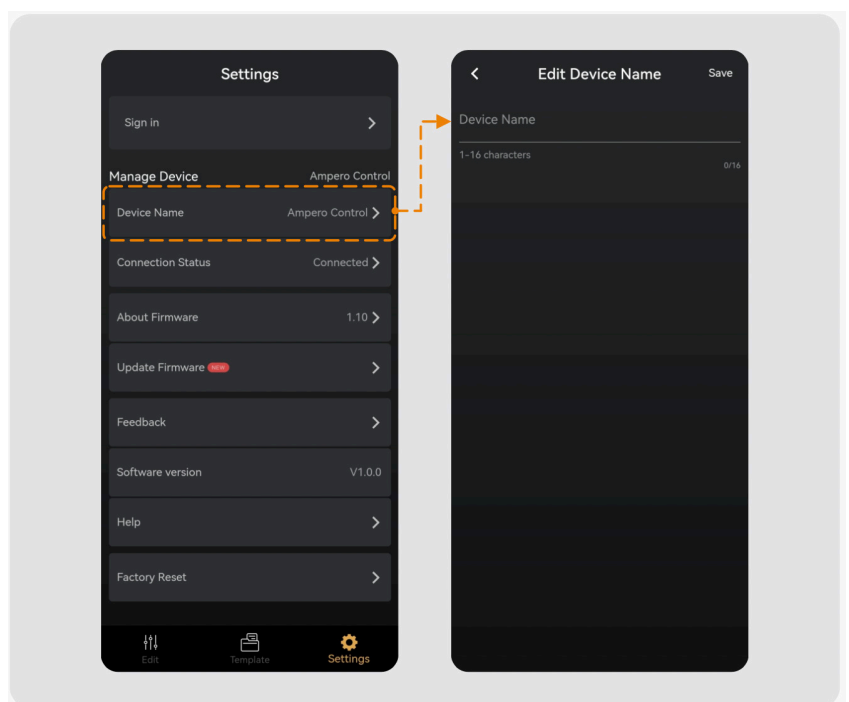 Settings
Sign in
Manage Device Ampero Control
Device Name Ampero Control
Connection Status Connected
About Firmware 1.10
Update Firmware NEW
Feedback
Software version V1.0.0
Help
Factory Reset
Edit Template Settings
Edit Device Name Save
Device Name
1-16 characters
0/16